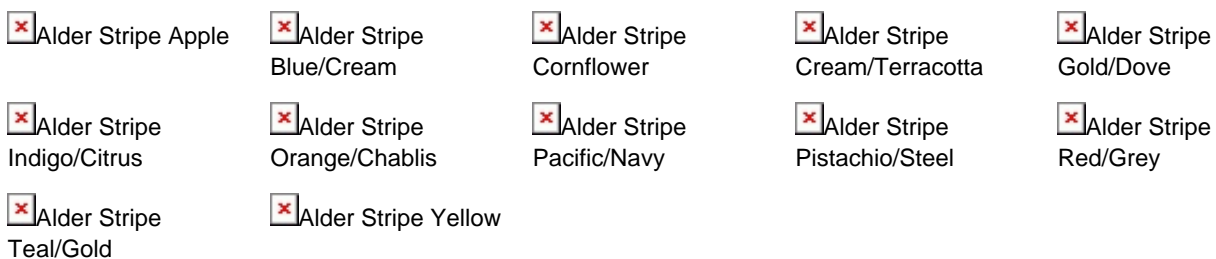 Alder Stripe Apple
Alder Stripe
Blue/Cream
Alder Stripe
Cornflower
Alder Stripe
Cream/Terracotta
Alder Stripe
Gold/Dove
Alder Stripe
Indigo/Citrus
Alder Stripe
Orange/Chablis
Alder Stripe
Pacific/Navy
Alder Stripe
Pistachio/Steel
Alder Stripe
Red/Grey
Alder Stripe
Teal/Gold
Alder Stripe Yellow